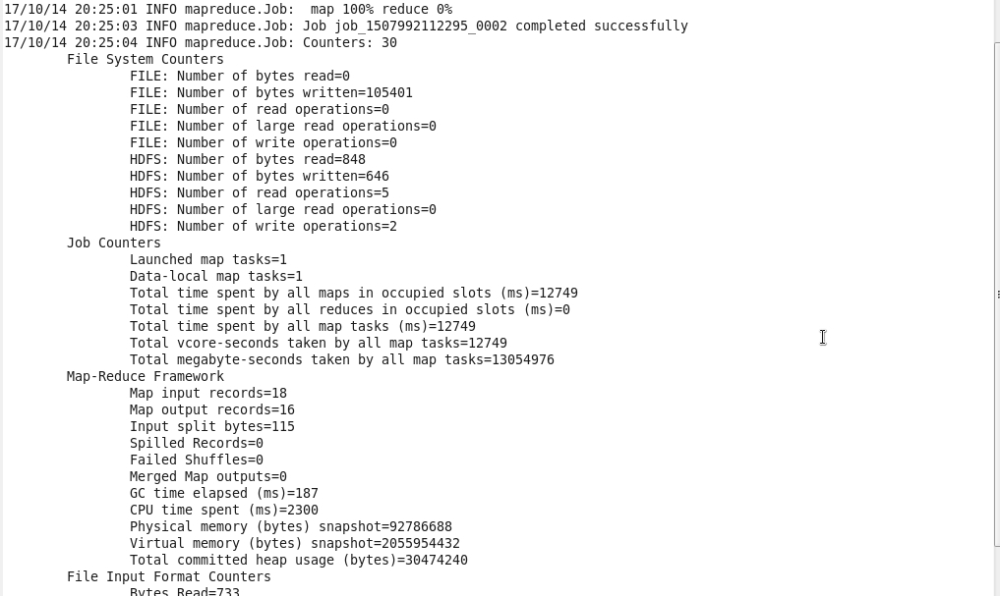 17/10/14 20:25:01 INFO mapreduce.Job:  map 100% reduce 0%
17/10/14 20:25:03 INFO mapreduce.Job: Job job_1507992112295_0002 completed successfully
17/10/14 20:25:04 INFO mapreduce.Job: Counters: 30
File System Counters
FILE: Number of bytes read=0
FILE: Number of bytes written=105401
FILE: Number of read operations=0
FILE: Number of large read operations=0
FILE: Number of write operations=0
HDFS: Number of bytes read=848
HDFS: Number of bytes written=646
HDFS: Number of read operations=5
HDFS: Number of large read operations=0
HDFS: Number of write operations=2
Job Counters
Launched map tasks=1
Data-local map tasks=1
Total time spent by all maps in occupied slots (ms)=12749
Total time spent by all reduces in occupied slots (ms)=0
Total time spent by all map tasks (ms)=12749
Total vcore-seconds taken by all map tasks=12749
Total megabyte-seconds taken by all map tasks=13054976
Map-Reduce Framework
Map input records=18
Map output records=16
Input split bytes=115
Spilled Records=0
Failed Shuffles=0
Merged Map outputs=0
GC time elapsed (ms)=187
CPU time spent (ms)=2300
Physical memory (bytes) snapshot=92786688
Virtual memory (bytes) snapshot=2055954432
Total committed heap usage (bytes)=30474240
File Input Format Counters
Bytes Read=733